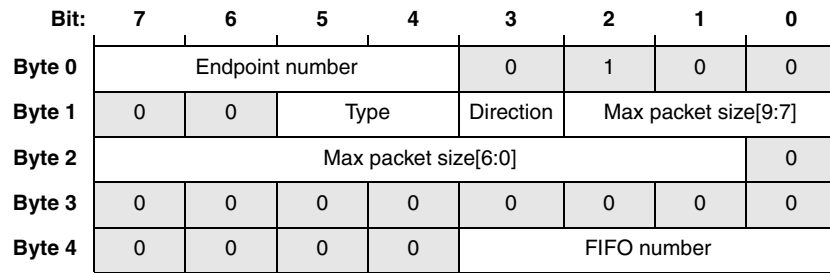 Bit: 7 6 5 4 3 2 1 0
Byte 0 Endpoint number 0 1 0 0
Byte 1 0 0 Type Direction Max packet size[9:7]
Byte 2 Max packet size[6:0] 0
Byte 3 0 0 0 0 0 0 0 0
Byte 4 0 0 0 0 FIFO number